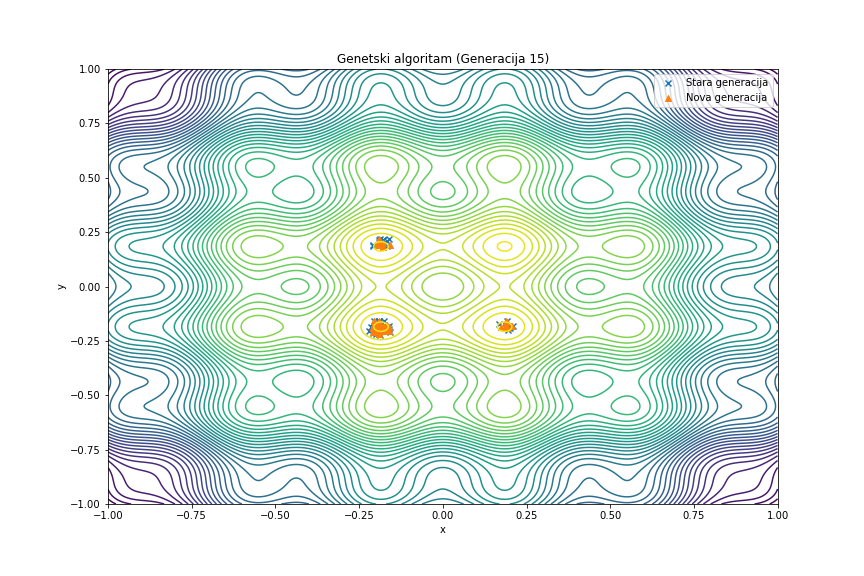 Genetski algoritam (Generacija 15)
Stara generacija
Nova generacija
1.00
0.75
0.50
0.25
0.00
−0.25
−0.50
−0.75
−1.00
y
−1.00 −0.75 −0.50 −0.25 0.00 0.25 0.50 0.75 1.00
x